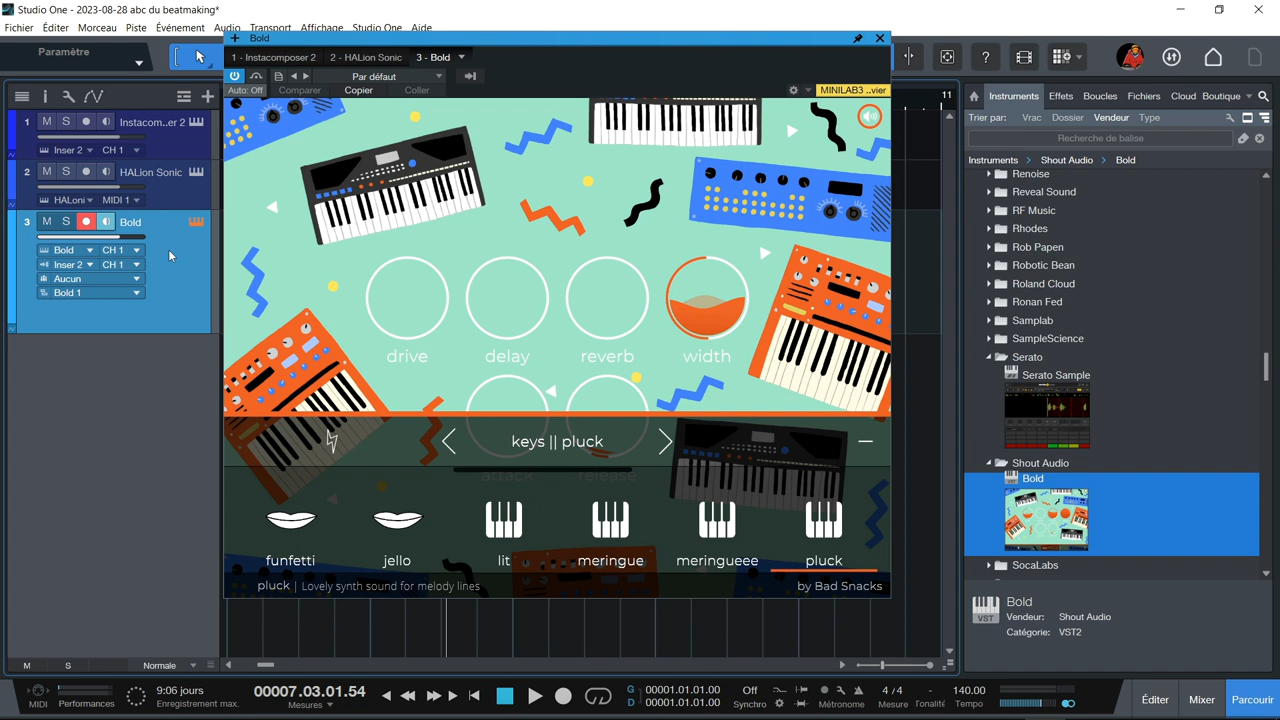 Studio One - 2023-08-28 abc du beatmaking*
Fichier Éditer Morceau Piste Événement Audio Transport Affichage Studio One Aide
Paramètre
Bold
1 - Instacomposer 2 2 - HALion Sonic 3 - Bold
Par défaut
Auto: Off Comparer Copier Coller MINILAB3 ..vier
11
1 M S Instacom..er 2
Inser 2 CH 1
2 M S HALion Sonic
HALoni MIDI 1
3 M S Bold
Bold CH 1
Inser 2 CH 1
Aucun
Bold 1
drive delay reverb width
keys || pluck
attack release
funfetti jello lit meringue meringueee pluck
pluck | Lovely synth sound for melody lines by Bad Snacks
Instruments Effets Boucles Fichiers Cloud Boutique
Trier par: Vrac Dossier Vendeur Type
Recherche de balise
Instruments > Shout Audio > Bold
Renoise
Reveal Sound
RF Music
Rhodes
Rob Papen
Robotic Bean
Roland Cloud
Ronan Fed
Samplab
SampleScience
Serato
Serato Sample
Shout Audio
VST Bold
SocaLabs
Bold
VST
Vendeur: Shout Audio
Catégorie: VST2
M S Normale
MIDI Performances
9:06 jours
Enregistrement max.
00007.03.01.54
Mesures
G 00001.01.01.00
D 00001.01.01.00
Off
Synchro
Métronome
4 / 4
Mesure
-
Tonalité
140.00
Tempo
Éditer Mixer Parcourir